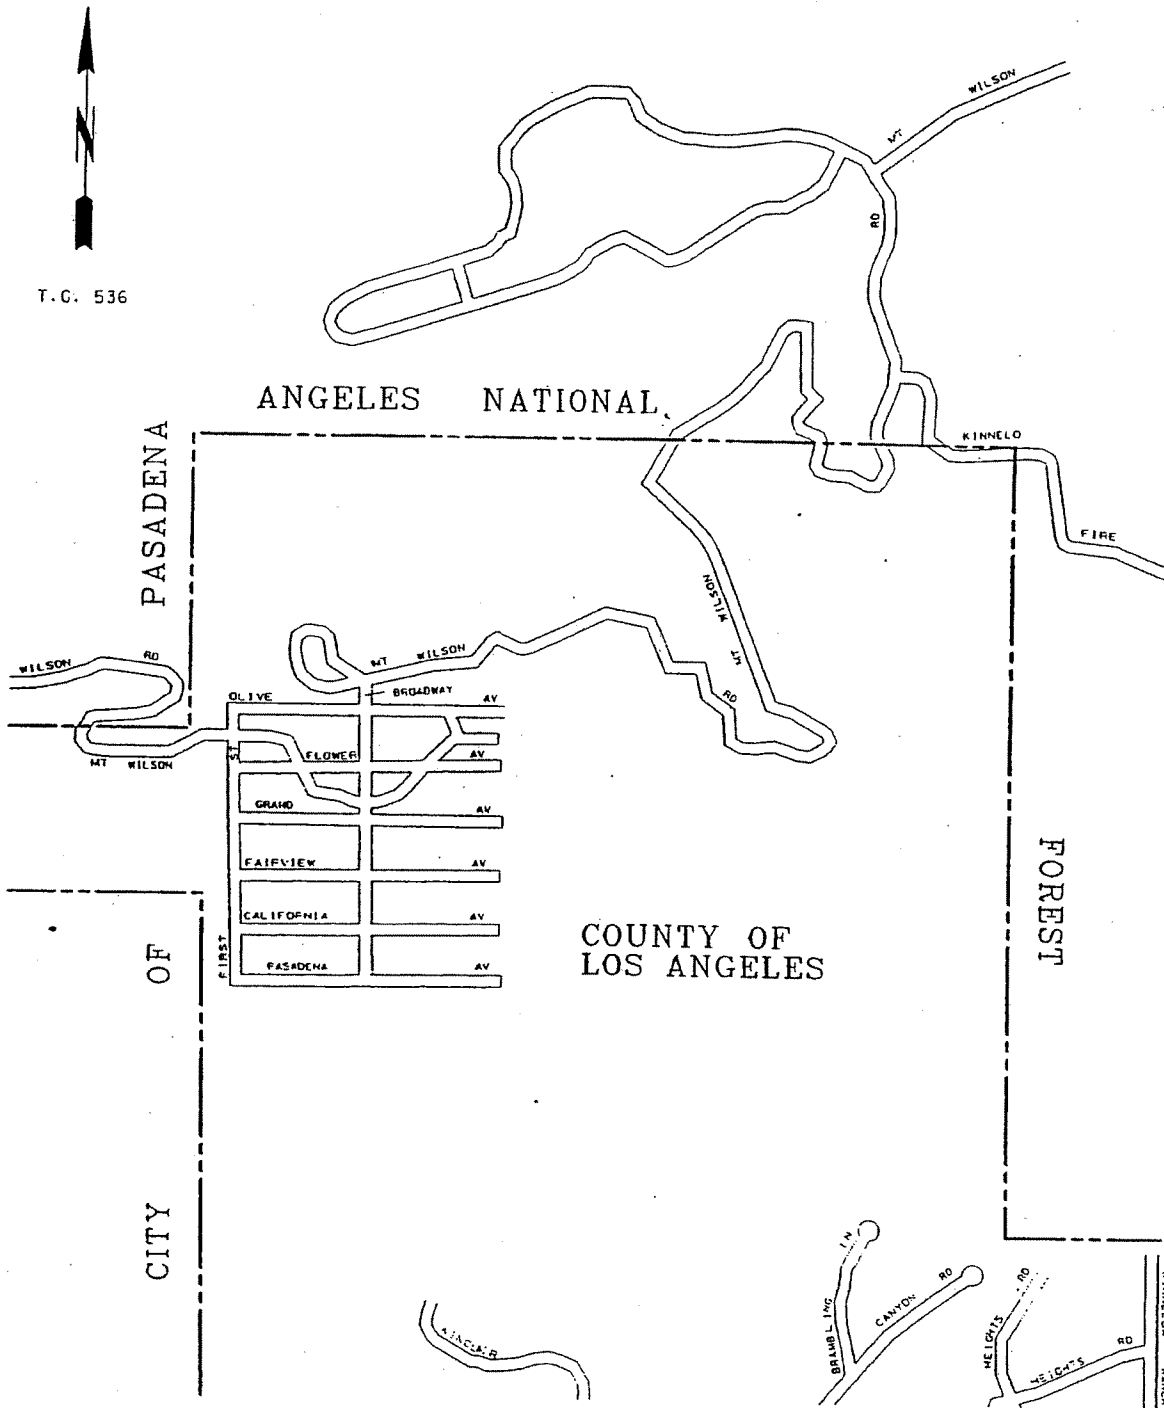 WILSON
MT
N
RD
T.G. 536
ANGELES NATIONAL
KINNELO
PASADENA
FIRE
WILSON
WILSON RD
MT WILSON
MT
OLIVE
BROADWAY
AV
RD
ST
FLOWER
AV
MT WILSON
GRAND
AV
FAIRVIEW
AV
FOREST
CALIFORNIA
AV
COUNTY OF
LOS ANGELES
FIRST
PASADENA
AV
OF
CITY
LN
RD
RD
BRAMBLING
CANYON
HEIGHTS
RD
HEIGHTS